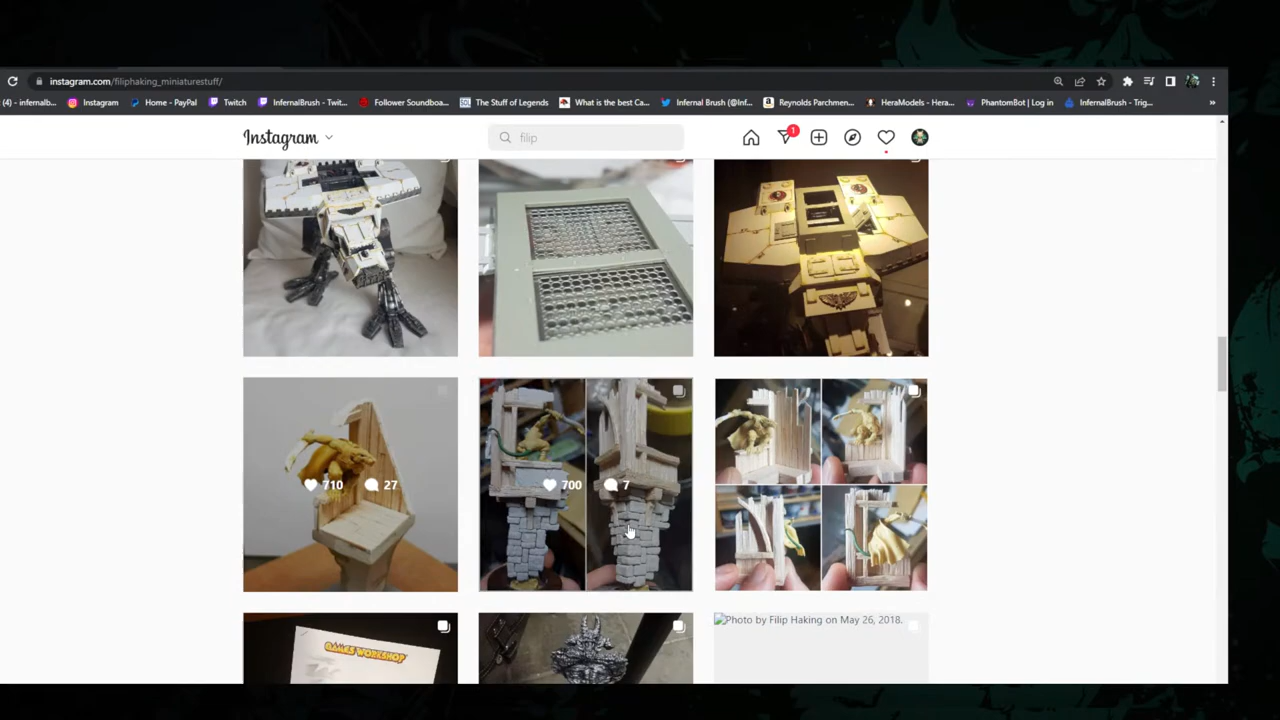 instagram.com/filiphaking_miniaturestuff/
(4) - infernalb... Instagram Home - PayPal Twitch InfernalBrush - Twit... Follower Soundboa... The Stuff of Legends What is the best Ca... Infernal Brush (@Inf... Reynolds Parchmen... HeraModels - Hera... PhantomBot | Log in InfernalBrush - Trig... »
Instagram filip 1
710 27 700 7
GAMES WORKSHOP
Photo by Filip Haking on May 26, 2018.